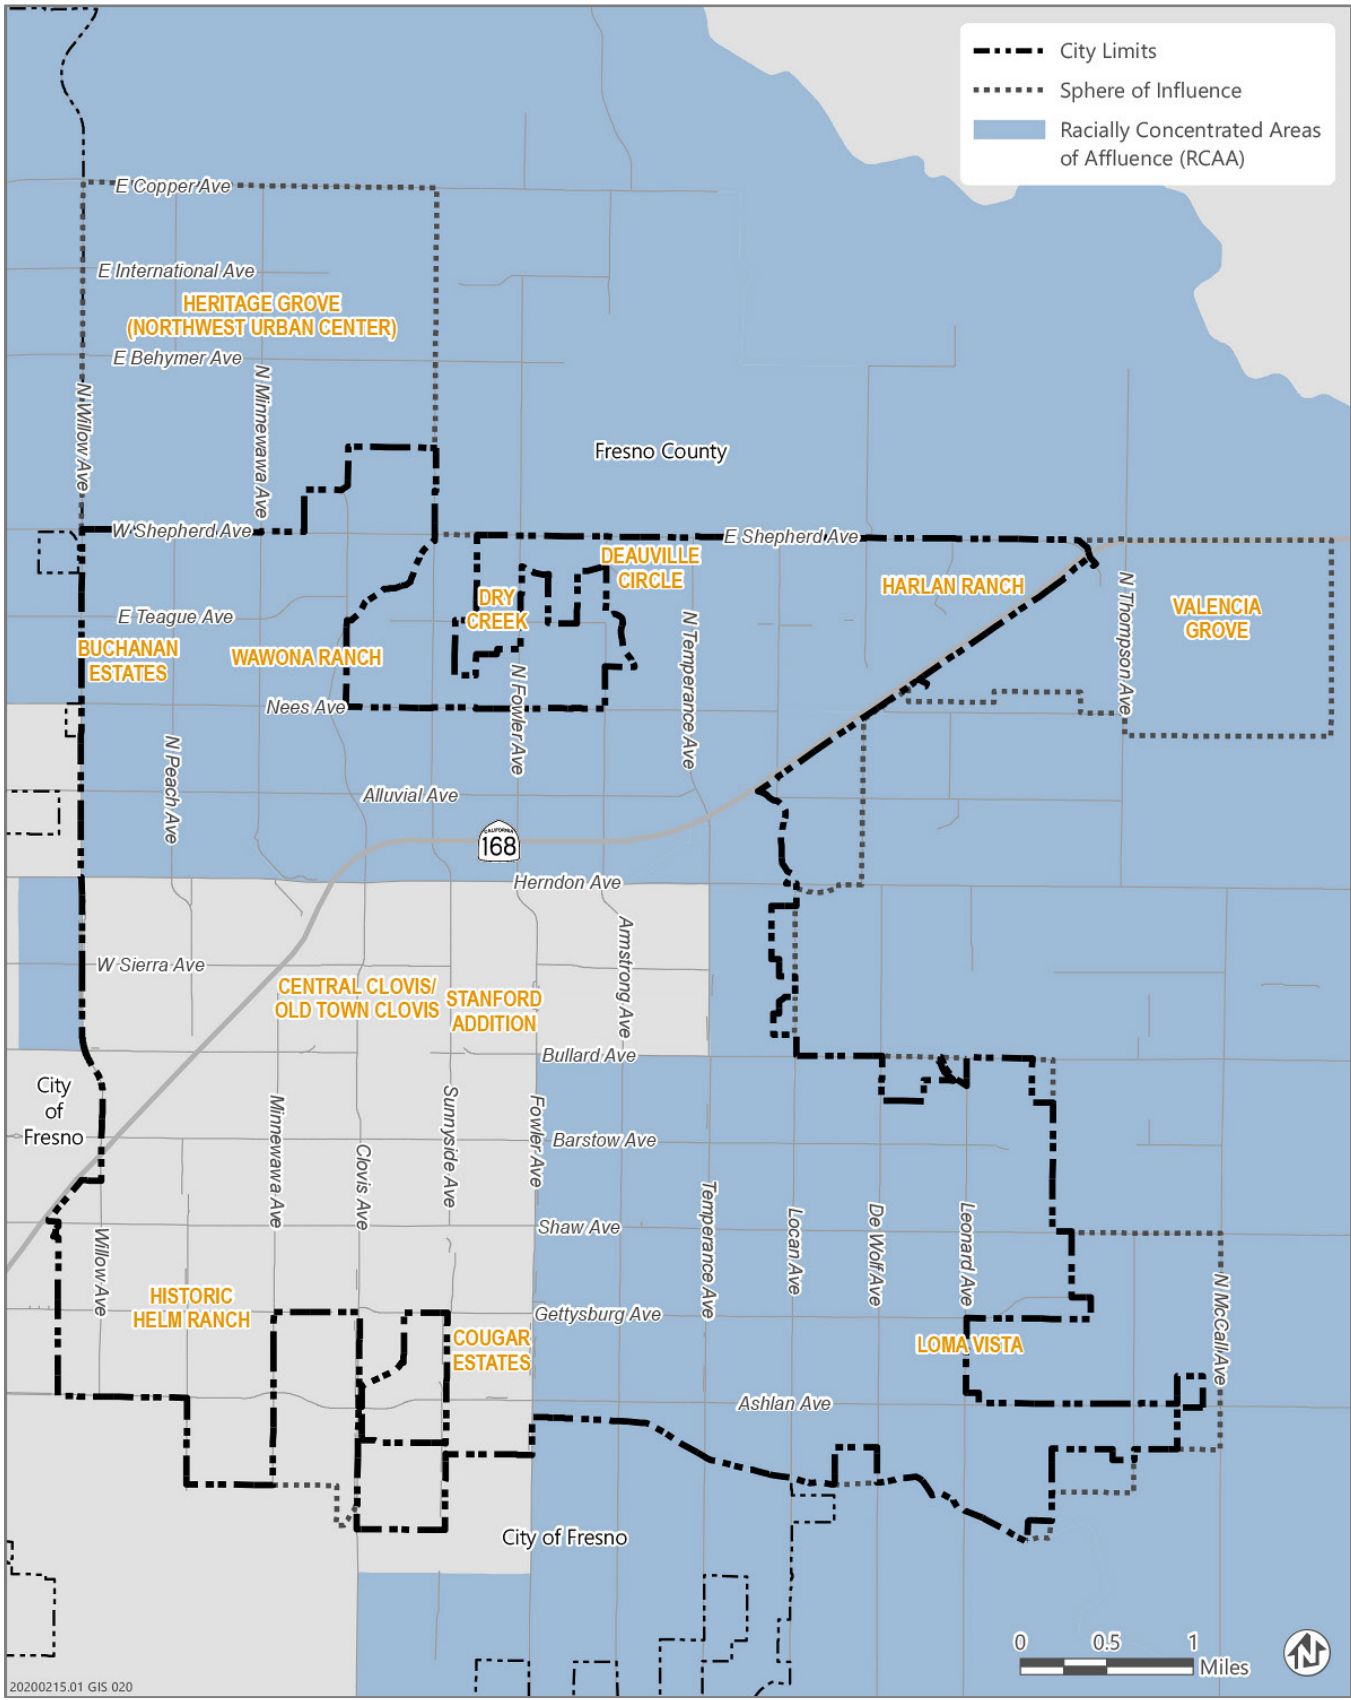 City Limits
Sphere of Influence
Racially Concentrated Areas
of Affluence (RCAA)
E Copper Ave
E International Ave
HERITAGE GROVE
(NORTHWEST URBAN CENTER)
E Behymer Ave
N Willow Ave
N Minnewawa Ave
Fresno County
W Shepherd Ave
E Shepherd Ave
DEAUVILLE
CIRCLE
HARLAN RANCH
DRY
CREEK
N Thompson Ave
VALENCIA
GROVE
E Teague Ave
BUCHANAN
ESTATES
WAWONA RANCH
N Temperance Ave
N Fowler Ave
Nees Ave
N Peach Ave
Alluvial Ave
CALIFORNIA
168
Herndon Ave
Armstrong Ave
W Sierra Ave
CENTRAL CLOVIS/
OLD TOWN CLOVIS
STANFORD
ADDITION
Bullard Ave
City
of
Fresno
Minnewawa Ave
Clovis Ave
Sunnyside Ave
Fowler Ave
Barstow Ave
Temperance Ave
Locan Ave
De Wolf Ave
Leonard Ave
Shaw Ave
Willow Ave
HISTORIC
HELM RANCH
Gettysburg Ave
N McCall Ave
COUGAR
ESTATES
LOMA VISTA
Ashlan Ave
City of Fresno
0 0.5 1
Miles
N
20200215.01 GIS 020